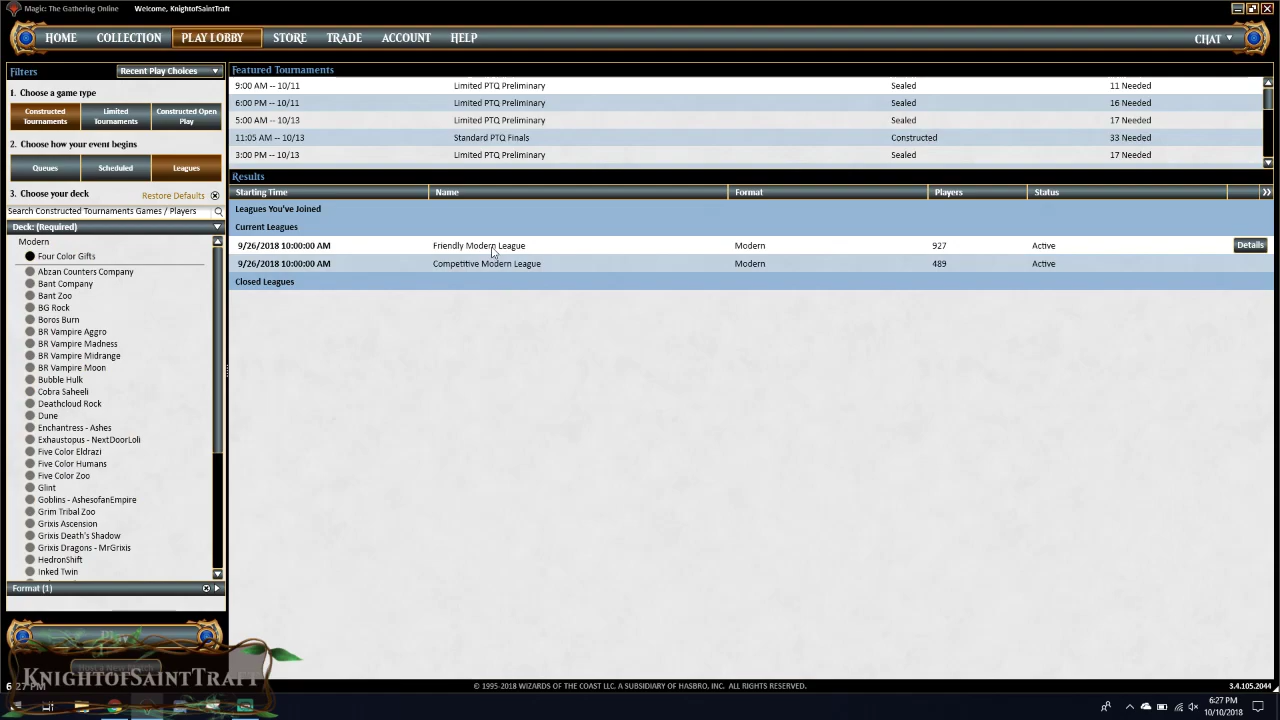 Magic: The Gathering Online Welcome, KnightofSaintTraft
HOME COLLECTION PLAY LOBBY STORE TRADE ACCOUNT HELP CHAT
Filters Recent Play Choices
1. Choose a game type
Constructed Tournaments Limited Tournaments Constructed Open Play
2. Choose how your event begins
Queues Scheduled Leagues
3. Choose your deck Restore Defaults
Search Constructed Tournaments Games / Players
Deck: (Required)
Modern
Four Color Gifts
Abzan Counters Company
Bant Company
Bant Zoo
BG Rock
Boros Burn
BR Vampire Aggro
BR Vampire Madness
BR Vampire Midrange
BR Vampire Moon
Bubble Hulk
Cobra Saheeli
Deathcloud Rock
Dune
Enchantress - Ashes
Exhaustopus - NextDoorLoli
Five Color Eldrazi
Five Color Humans
Five Color Zoo
Glint
Goblins - AshesofanEmpire
Grim Tribal Zoo
Grixis Ascension
Grixis Death's Shadow
Grixis Dragons - MrGrixis
HedronShift
Inked Twin
Format (1)
Play
Host a New Match
KnightofSaintTraft
Featured Tournaments
9:00 AM -- 10/11 Limited PTQ Preliminary Sealed 11 Needed
6:00 PM -- 10/11 Limited PTQ Preliminary Sealed 16 Needed
5:00 AM -- 10/13 Limited PTQ Preliminary Sealed 17 Needed
11:05 AM -- 10/13 Standard PTQ Finals Constructed 33 Needed
3:00 PM -- 10/13 Limited PTQ Preliminary Sealed 17 Needed
Results
Starting Time Name Format Players Status
Leagues You've Joined
Current Leagues
9/26/2018 10:00:00 AM Friendly Modern League Modern 927 Active Details
9/26/2018 10:00:00 AM Competitive Modern League Modern 489 Active
Closed Leagues
6:27 PM © 1995-2018 WIZARDS OF THE COAST LLC, A SUBSIDIARY OF HASBRO, INC. ALL RIGHTS RESERVED. 3.4.105.2044
6:27 PM
10/10/2018